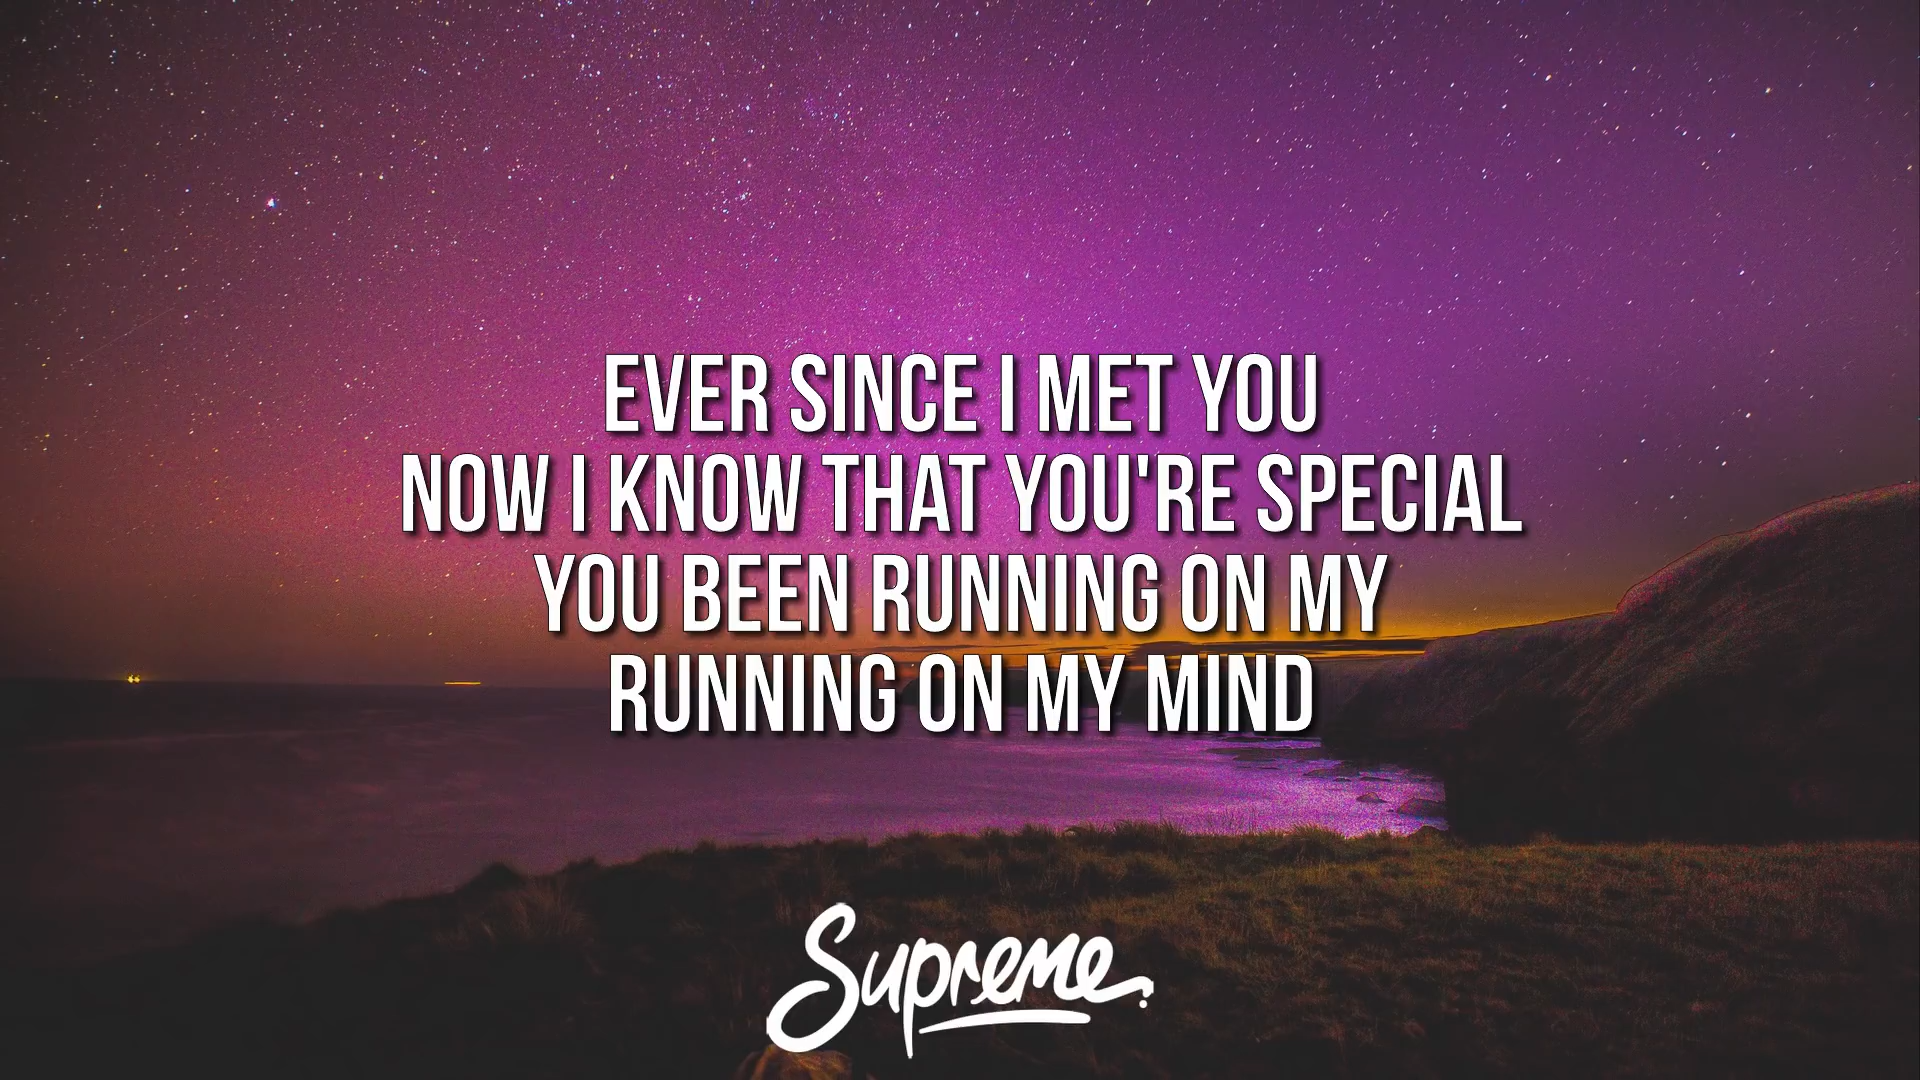 EVER SINCE I MET YOU
NOW I KNOW THAT YOU'RE SPECIAL
YOU BEEN RUNNING ON MY
RUNNING ON MY MIND
Supreme.